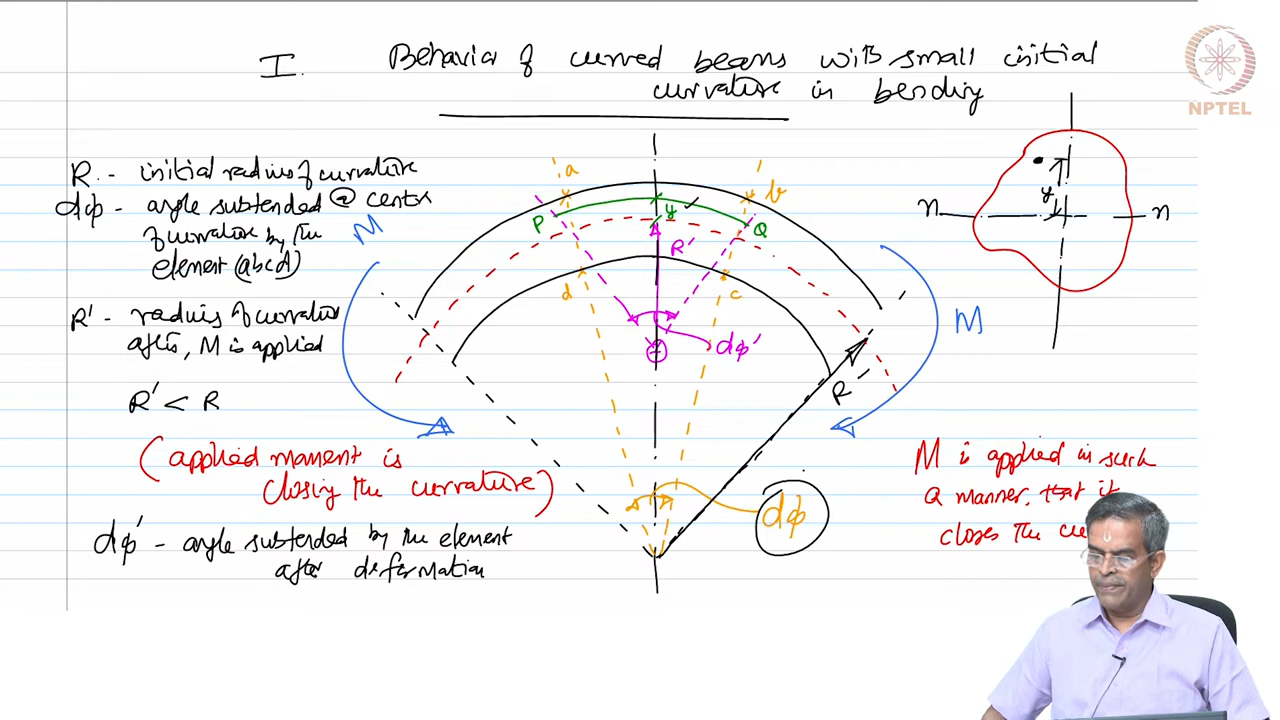 I. Behavior of curved beams with small initial
curvature in bending
NPTEL
R. - initial radius of curvature
dφ - angle subtended @ center
of curvature by the
element (abcd)
M
R' - radius of curvature
after, M is applied
R' < R
(applied moment is
closing the curvature)
dφ' - angle subtended by the element
after deformation
a
b
P
y
Q
R'
d
c
dφ'
R
dφ
M
n
y
n
M is applied in such
a manner, that it
closes the